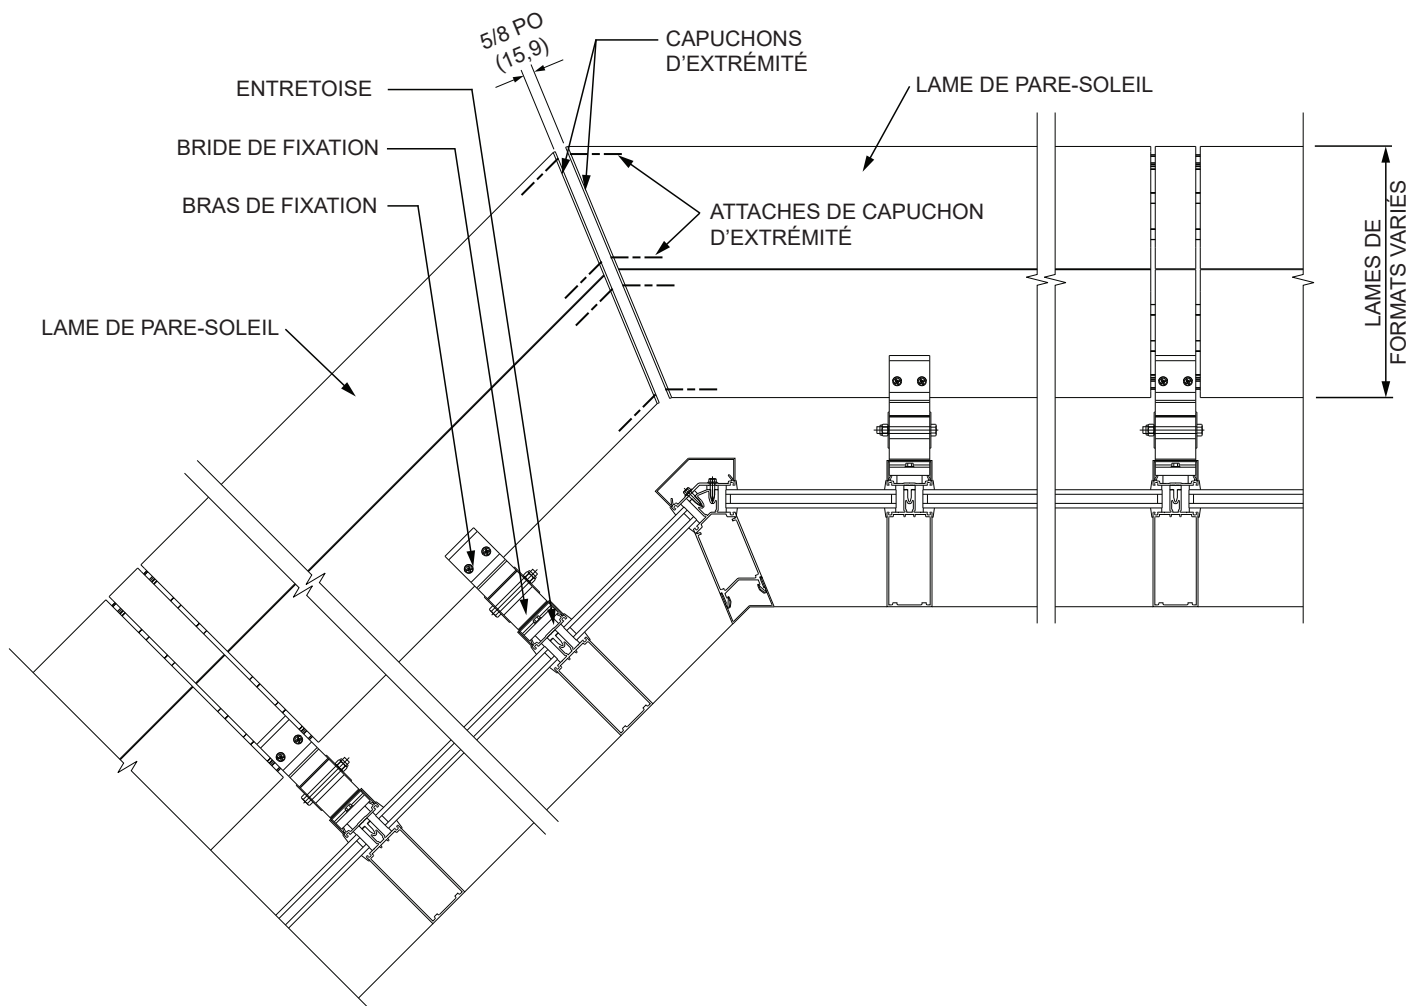 5/8 PO
(15,9)
CAPUCHONS
D’EXTRÉMITÉ
ENTRETOISE
LAME DE PARE-SOLEIL
BRIDE DE FIXATION
BRAS DE FIXATION
ATTACHES DE CAPUCHON
D’EXTRÉMITÉ
LAMES DE
FORMATS VARIÉS
LAME DE PARE-SOLEIL